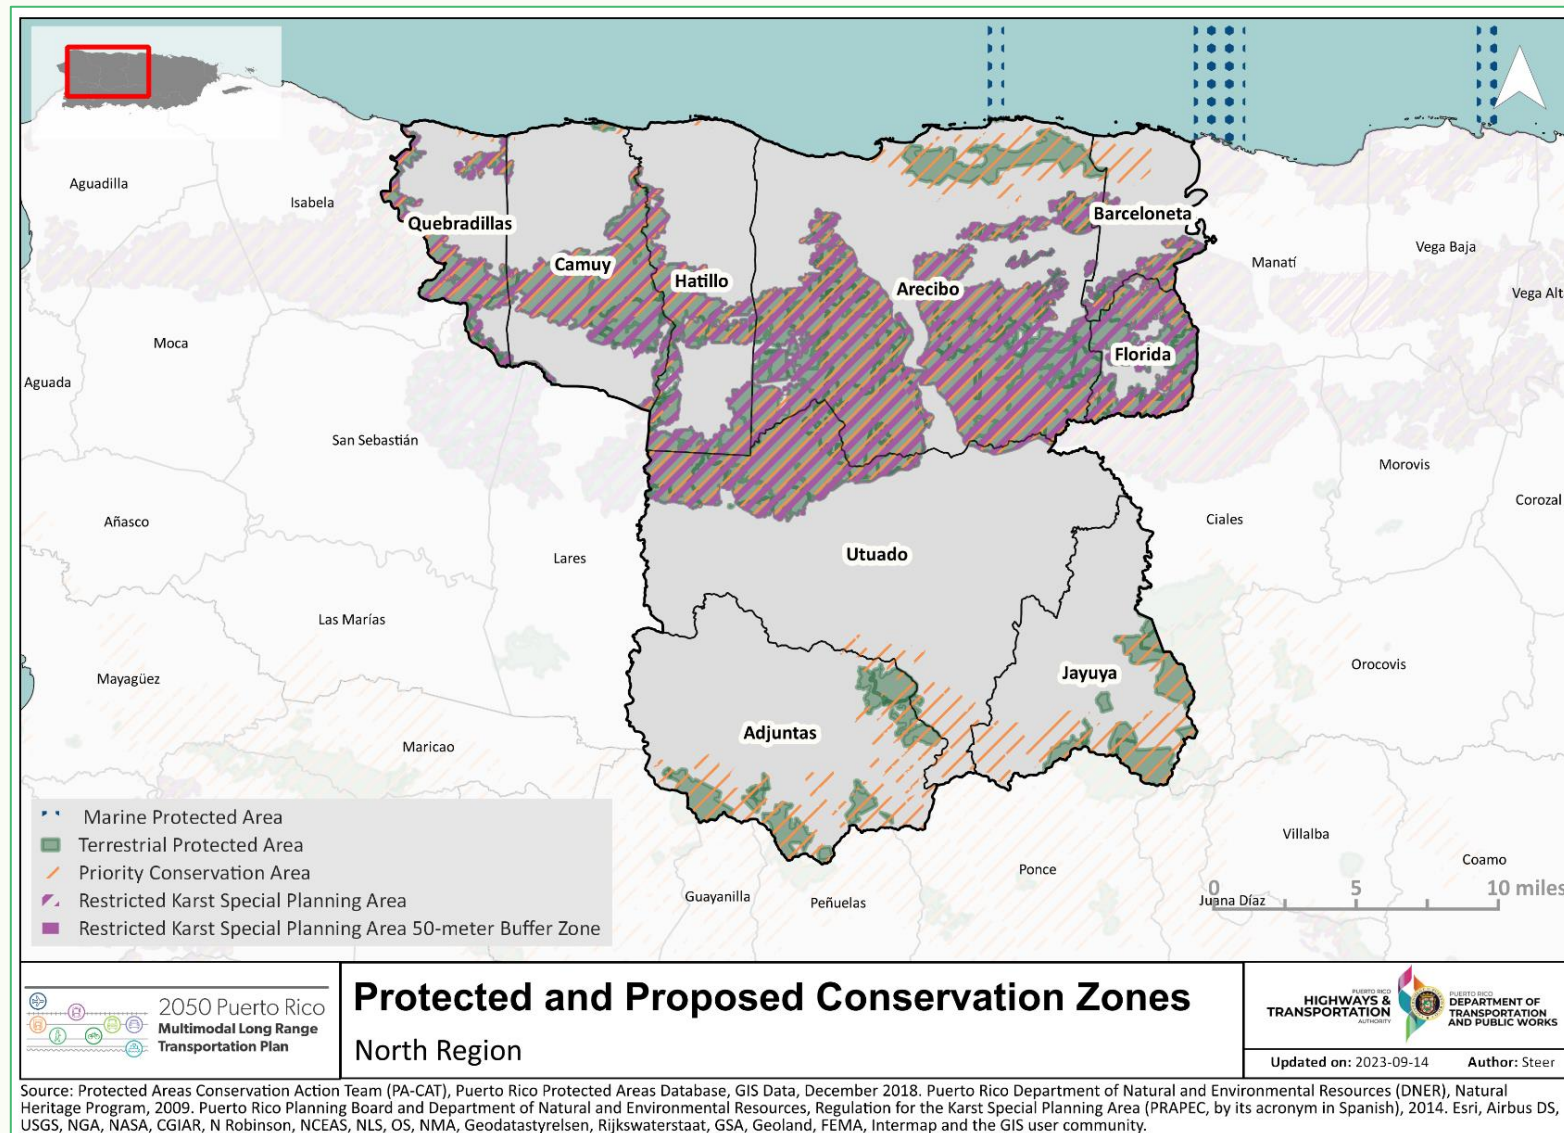 Aguadilla
Isabela
Quebradillas
Camuy
Hatillo
Arecibo
Barceloneta
Manatí
Vega Baja
Vega Alt
Moca
Aguada
Florida
San Sebastián
Morovis
Corozal
Añasco
Ciales
Lares
Utuado
Las Marías
Mayagüez
Jayuya
Orocovis
Adjuntas
Maricao
Villalba
Coamo
Ponce
Guayanilla
Peñuelas
Juana Díaz
0 5 10 miles
Marine Protected Area
Terrestrial Protected Area
Priority Conservation Area
Restricted Karst Special Planning Area
Restricted Karst Special Planning Area 50-meter Buffer Zone
2050 Puerto Rico
Multimodal Long Range
Transportation Plan
Protected and Proposed Conservation Zones
North Region
PUERTO RICO
HIGHWAYS &
TRANSPORTATION
AUTHORITY
PUERTO RICO
DEPARTMENT OF
TRANSPORTATION
AND PUBLIC WORKS
Updated on: 2023-09-14 Author: Steer
Source: Protected Areas Conservation Action Team (PA-CAT), Puerto Rico Protected Areas Database, GIS Data, December 2018. Puerto Rico Department of Natural and Environmental Resources (DNER), Natural
Heritage Program, 2009. Puerto Rico Planning Board and Department of Natural and Environmental Resources, Regulation for the Karst Special Planning Area (PRAPEC, by its acronym in Spanish), 2014. Esri, Airbus DS,
USGS, NGA, NASA, CGIAR, N Robinson, NCEAS, NLS, OS, NMA, Geodatastyrelsen, Rijkswaterstaat, GSA, Geoland, FEMA, Intermap and the GIS user community.